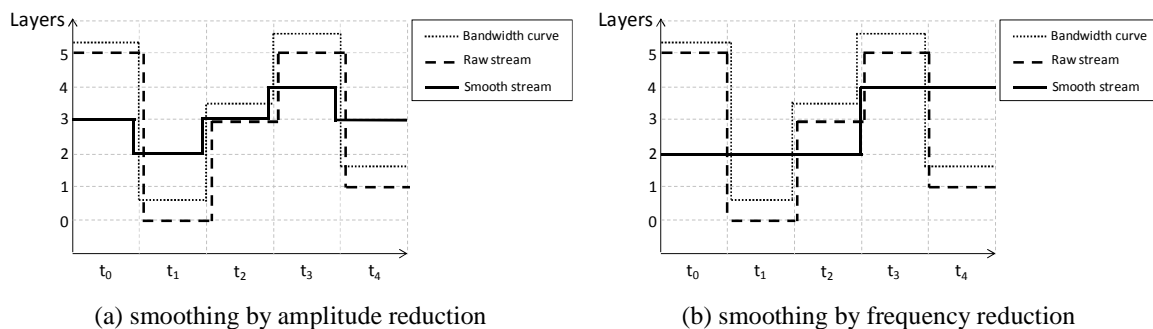 Layers
5
4
3
2
1
0
t0 t1 t2 t3 t4
Bandwidth curve
Raw stream
Smooth stream
(a) smoothing by amplitude reduction
Layers
5
4
3
2
1
0
t0 t1 t2 t3 t4
Bandwidth curve
Raw stream
Smooth stream
(b) smoothing by frequency reduction